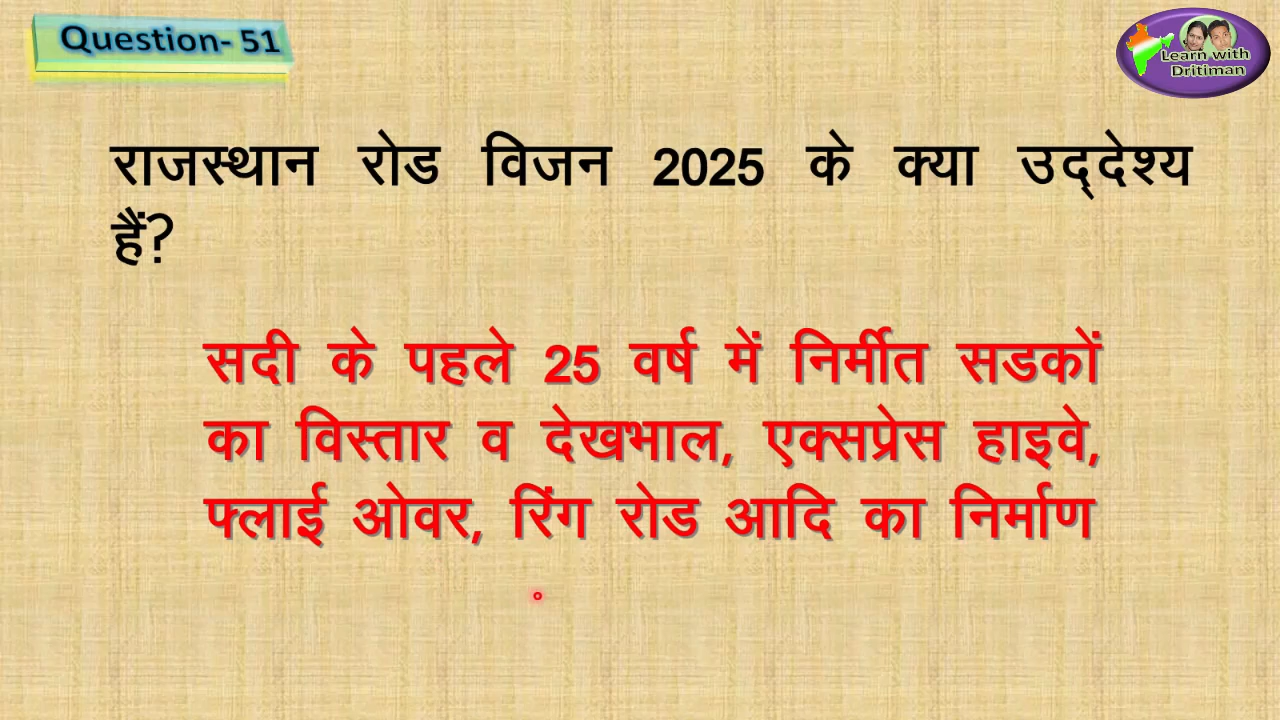 Question- 51
Learn with
Dritiman
राजस्थान रोड विजन 2025 के क्या उद्देश्य
हैं?
सदी के पहले 25 वर्ष में निर्मीत सडकों
का विस्तार व देखभाल, एक्सप्रेस हाइवे,
फ्लाई ओवर, रिंग रोड आदि का निर्माण